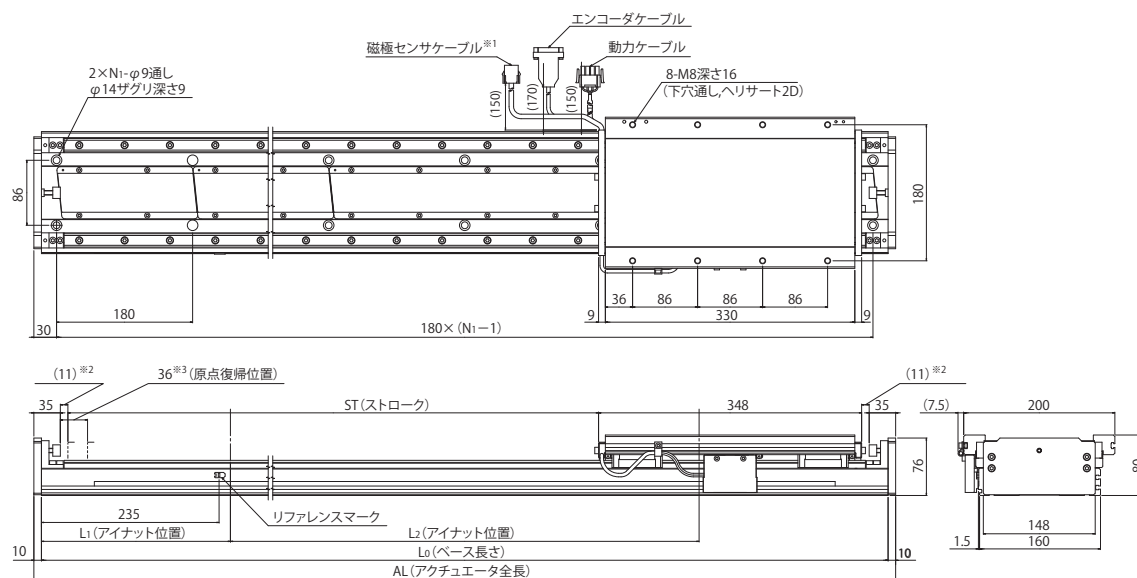 エンコーダケーブル
磁極センサケーブル※1
動力ケーブル
2×N1-φ9通し
φ14ザグリ深さ9
8-M8深さ16
(下穴通し,ヘリサート2D)
(150)
(170)
(150)
86
180
36
86
86
86
180
9
330
9
30
180×(N1−1)
(11)※2
36※3(原点復帰位置)
(11)※2
35
ST(ストローク)
348
35
(7.5)
200
76
235
リファレンスマーク
L1(アイナット位置)
L2(アイナット位置)
148
10
L0(ベース長さ)
10
1.5
160
AL(アクチュエータ全長)